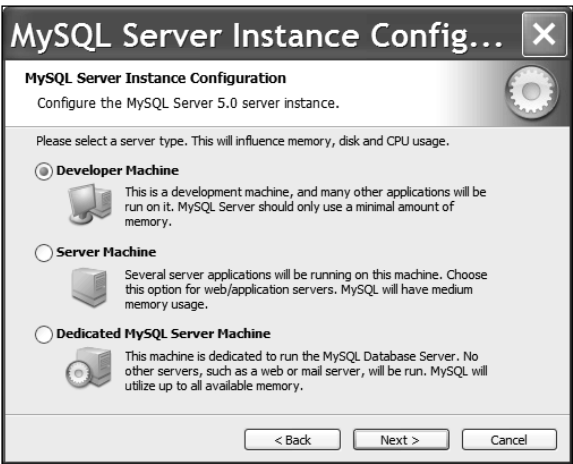 MySQL Server Instance Config...
MySQL Server Instance Configuration
Configure the MySQL Server 5.0 server instance.
Please select a server type. This will influence memory, disk and CPU usage.
Developer Machine
This is a development machine, and many other applications will be
run on it. MySQL Server should only use a minimal amount of
memory.
Server Machine
Several server applications will be running on this machine. Choose
this option for web/application servers. MySQL will have medium
memory usage.
Dedicated MySQL Server Machine
This machine is dedicated to run the MySQL Database Server. No
other servers, such as a web or mail server, will be run. MySQL will
utilize up to all available memory.
< Back Next > Cancel